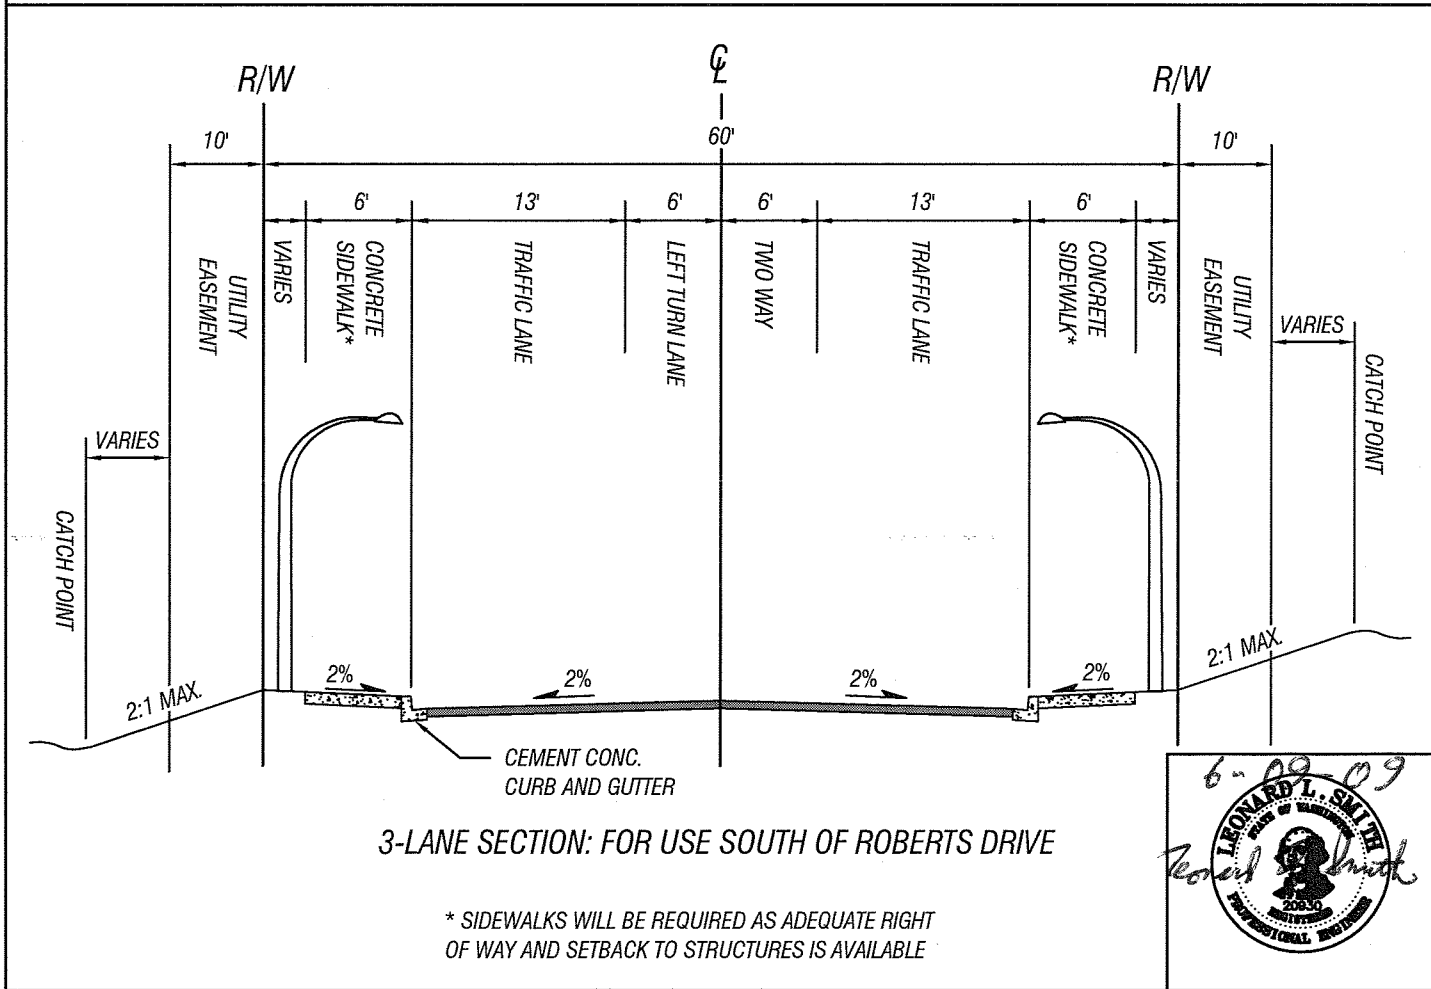 R/W
℄
R/W
10'
60'
10'
6'
13'
6'
6'
13'
6'
UTILITY
EASEMENT
VARIES
CONCRETE
SIDEWALK*
TRAFFIC LANE
LEFT TURN LANE
TWO WAY
TRAFFIC LANE
CONCRETE
SIDEWALK*
VARIES
UTILITY
EASEMENT
VARIES
CATCH POINT
VARIES
CATCH POINT
2:1 MAX.
2%
2%
2%
2%
2:1 MAX.
CEMENT CONC.
CURB AND GUTTER
3-LANE SECTION: FOR USE SOUTH OF ROBERTS DRIVE
* SIDEWALKS WILL BE REQUIRED AS ADEQUATE RIGHT
OF WAY AND SETBACK TO STRUCTURES IS AVAILABLE
6-09-09
LEONARD L. SMITH
STATE OF WASHINGTON
Leonard L Smith
20930
REGISTERED
PROFESSIONAL ENGINEER